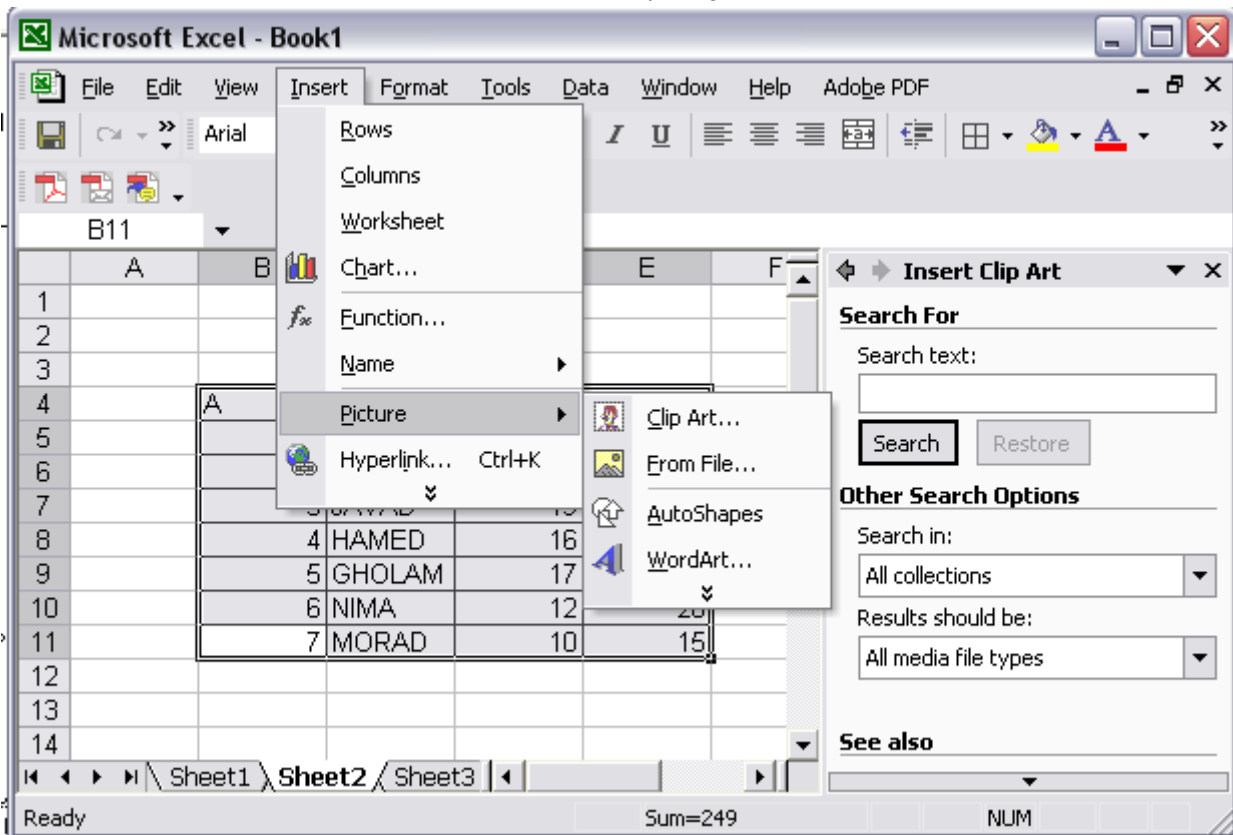 Microsoft Excel - Book1
File Edit View Insert Format Tools Data Window Help Adobe PDF
Arial I U A
B11
Rows
Columns
Worksheet
Chart...
Function...
Name
Picture
Hyperlink... Ctrl+K
Clip Art...
From File...
AutoShapes
WordArt...
A B E F
1
2
3
4 A
5
6
7
8 4 HAMED 16
9 5 GHOLAM 17
10 6 NIMA 12
11 7 MORAD 10 15
12
13
14
Sheet1 Sheet2 Sheet3
Insert Clip Art
Search For
Search text:
Search Restore
Other Search Options
Search in:
All collections
Results should be:
All media file types
See also
Ready Sum=249 NUM